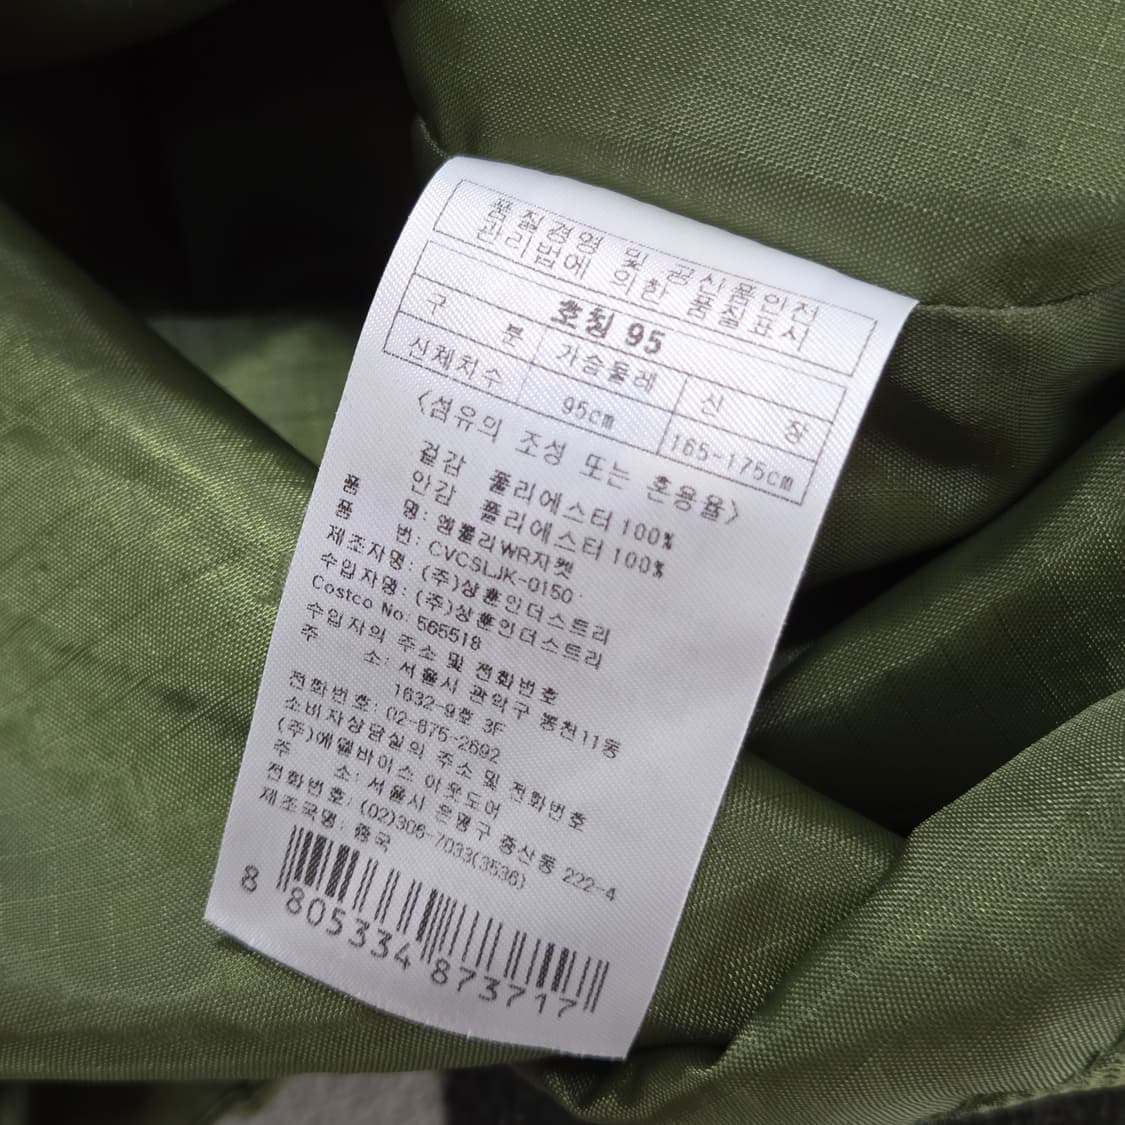 품질경영 및 공산품안전
관리법에 의한 품질표시
호칭 95
구 분 가슴둘레 신 장
신체치수 95cm 165-175cm
<섬유의 조성 또는 혼용율>
겉감 폴리에스터 100%
안감 폴리에스터 100%
품 명: 엠폴리WR자켓
품 번: CVCSLJK-0150
제조자명: (주)상훈인더스트리
수입자명: (주)상훈인더스트리
Costco No: 565518
수입자의 주소 및 전화번호
주 소: 서울시 관악구 봉천11동
1632-9호 3F
전화번호: 02-875-2692
소비자상담실의 주소 및 전화번호
(주)에델바이스 아웃도어
주 소: 서울시 은평구 증산동 222-4
전화번호: (02)306-7033(3536)
제조국명: 중국
8 805334 873717